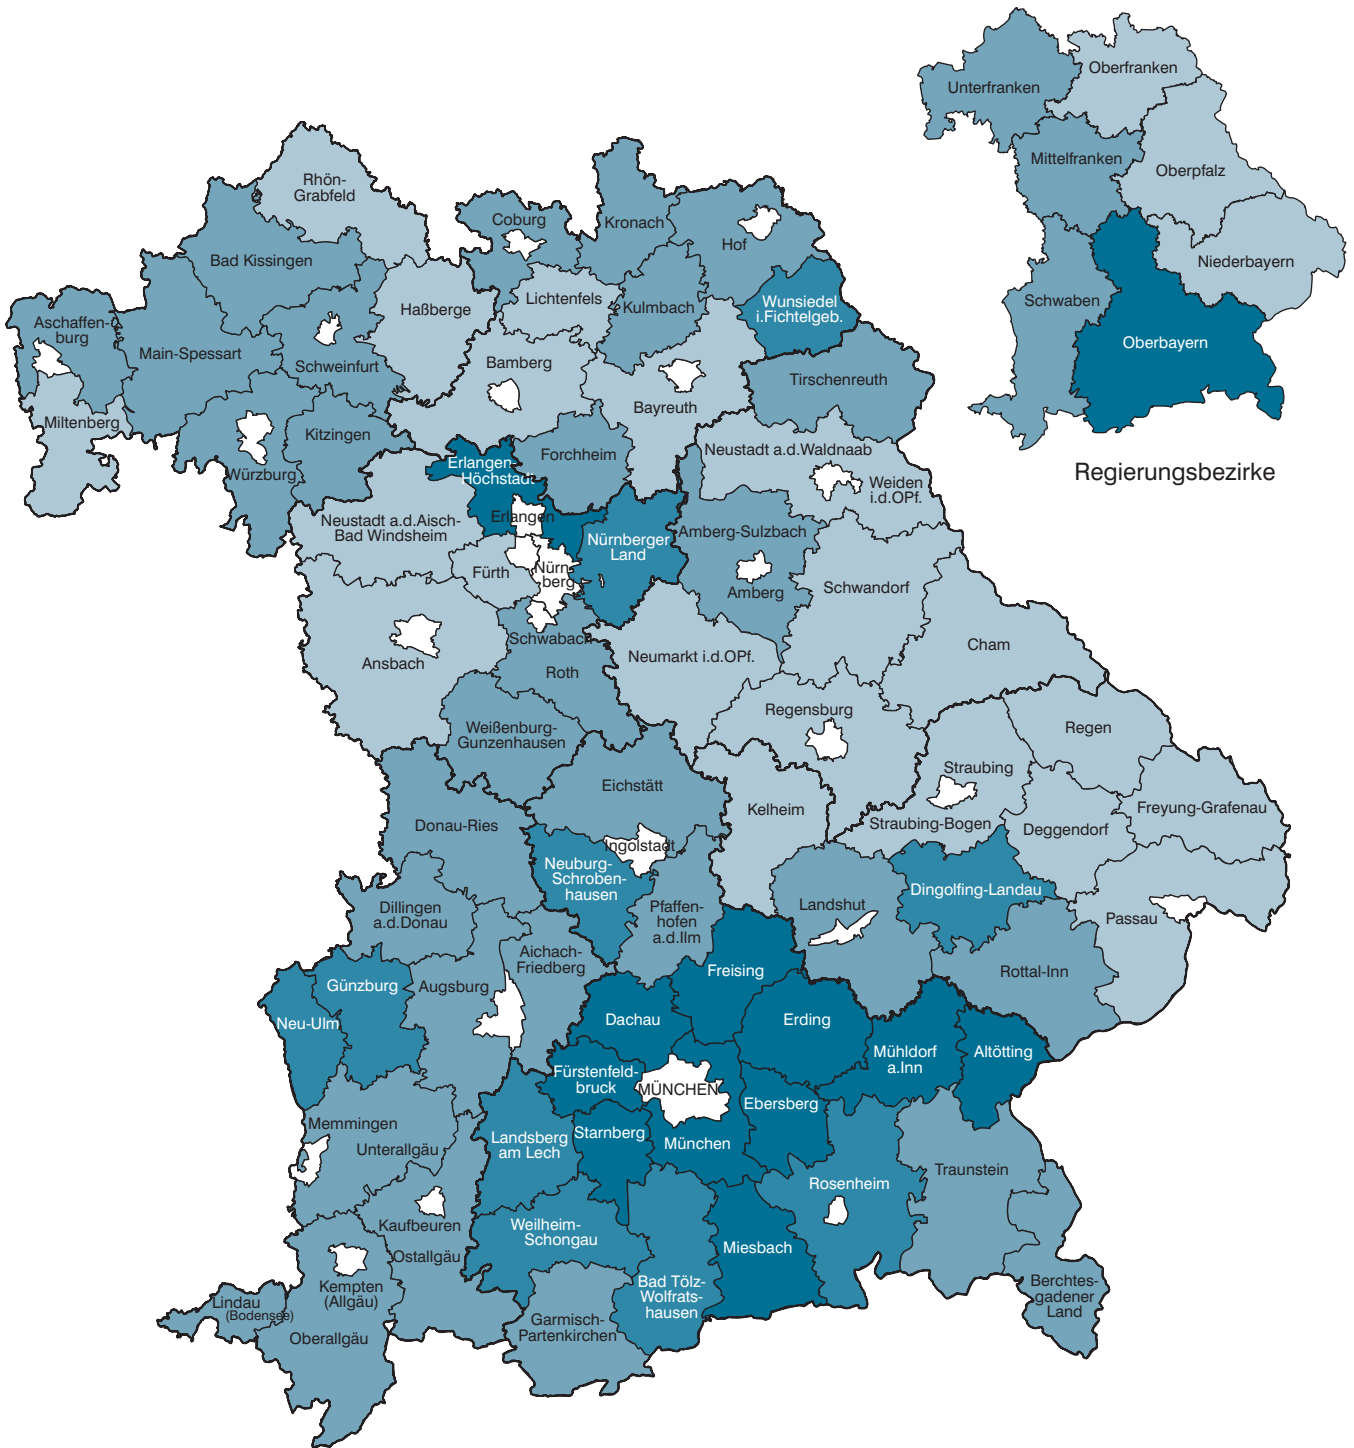 Oberfranken
Unterfranken
Mittelfranken
Oberpfalz
Niederbayern
Schwaben
Oberbayern
Regierungsbezirke
Rhön-
Grabfeld
Coburg
Kronach
Hof
Bad Kissingen
Lichtenfels
Haßberge
Kulmbach
Wunsiedel
i.Fichtelgeb.
Aschaffen-
burg
Main-Spessart
Schweinfurt
Bamberg
Tirschenreuth
Bayreuth
Miltenberg
Kitzingen
Würzburg
Forchheim
Neustadt a.d.Waldnaab
Erlangen-
Höchstadt
Weiden
i.d.OPf.
Erlangen
Neustadt a.d.Aisch-
Bad Windsheim
Nürnberger
Land
Amberg-Sulzbach
Fürth
Nürn-
berg
Amberg
Schwandorf
Schwabach
Ansbach
Roth
Neumarkt i.d.OPf.
Cham
Regensburg
Weißenburg-
Gunzenhausen
Regen
Straubing
Eichstätt
Kelheim
Freyung-Grafenau
Donau-Ries
Straubing-Bogen
Deggendorf
Ingolstadt
Neuburg-
Schroben-
hausen
Dingolfing-Landau
Dillingen
a.d.Donau
Pfaffen-
hofen
a.d.Ilm
Landshut
Passau
Aichach-
Friedberg
Freising
Rottal-Inn
Günzburg
Augsburg
Neu-Ulm
Dachau
Erding
Mühldorf
a.Inn
Altötting
Fürstenfeld-
bruck
MÜNCHEN
Ebersberg
Memmingen
Unterallgäu
Landsberg
am Lech
Starnberg
München
Traunstein
Rosenheim
Kaufbeuren
Weilheim-
Schongau
Miesbach
Ostallgäu
Kempten
(Allgäu)
Bad Tölz-
Wolfrats-
hausen
Berchtes-
gadener
Land
Lindau
(Bodensee)
Oberallgäu
Garmisch-
Partenkirchen